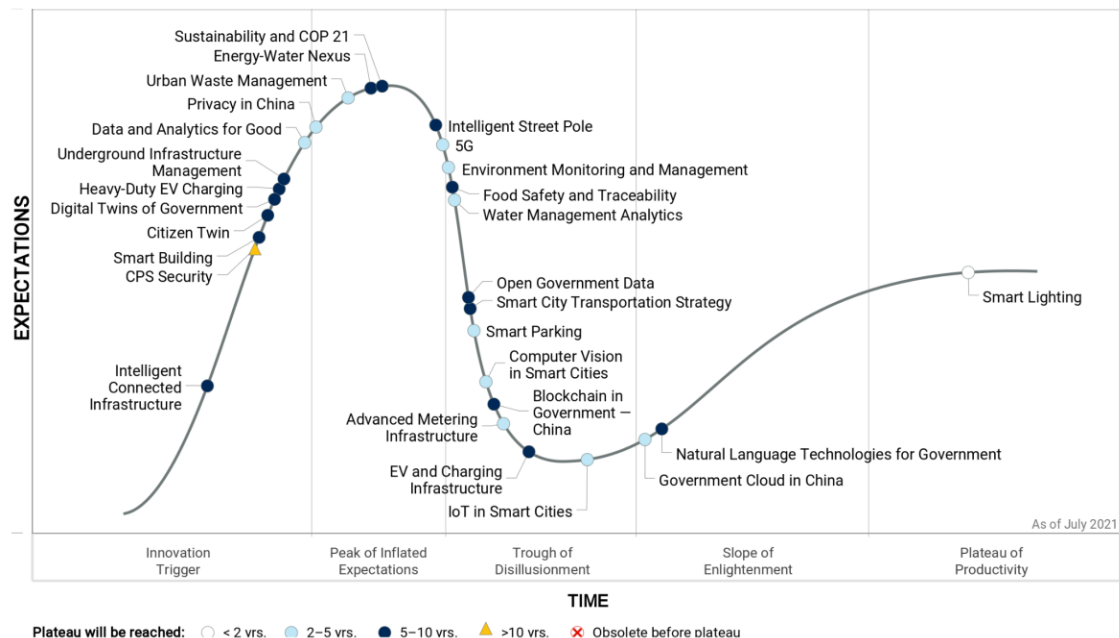 Sustainability and COP 21
Energy-Water Nexus
Urban Waste Management
Privacy in China
Data and Analytics for Good
Underground Infrastructure
Management
Heavy-Duty EV Charging
Digital Twins of Government
Citizen Twin
Smart Building
CPS Security
Intelligent
Connected
Infrastructure
Intelligent Street Pole
5G
Environment Monitoring and Management
Food Safety and Traceability
Water Management Analytics
Open Government Data
Smart City Transportation Strategy
Smart Parking
Computer Vision
in Smart Cities
Blockchain in
Government —
China
Advanced Metering
Infrastructure
EV and Charging
Infrastructure
IoT in Smart Cities
Natural Language Technologies for Government
Government Cloud in China
Smart Lighting
EXPECTATIONS
As of July 2021
Innovation
Trigger
Peak of Inflated
Expectations
Trough of
Disillusionment
Slope of
Enlightenment
Plateau of
Productivity
TIME
Plateau will be reached: < 2 yrs. 2–5 yrs. 5–10 yrs. >10 yrs. Obsolete before plateau